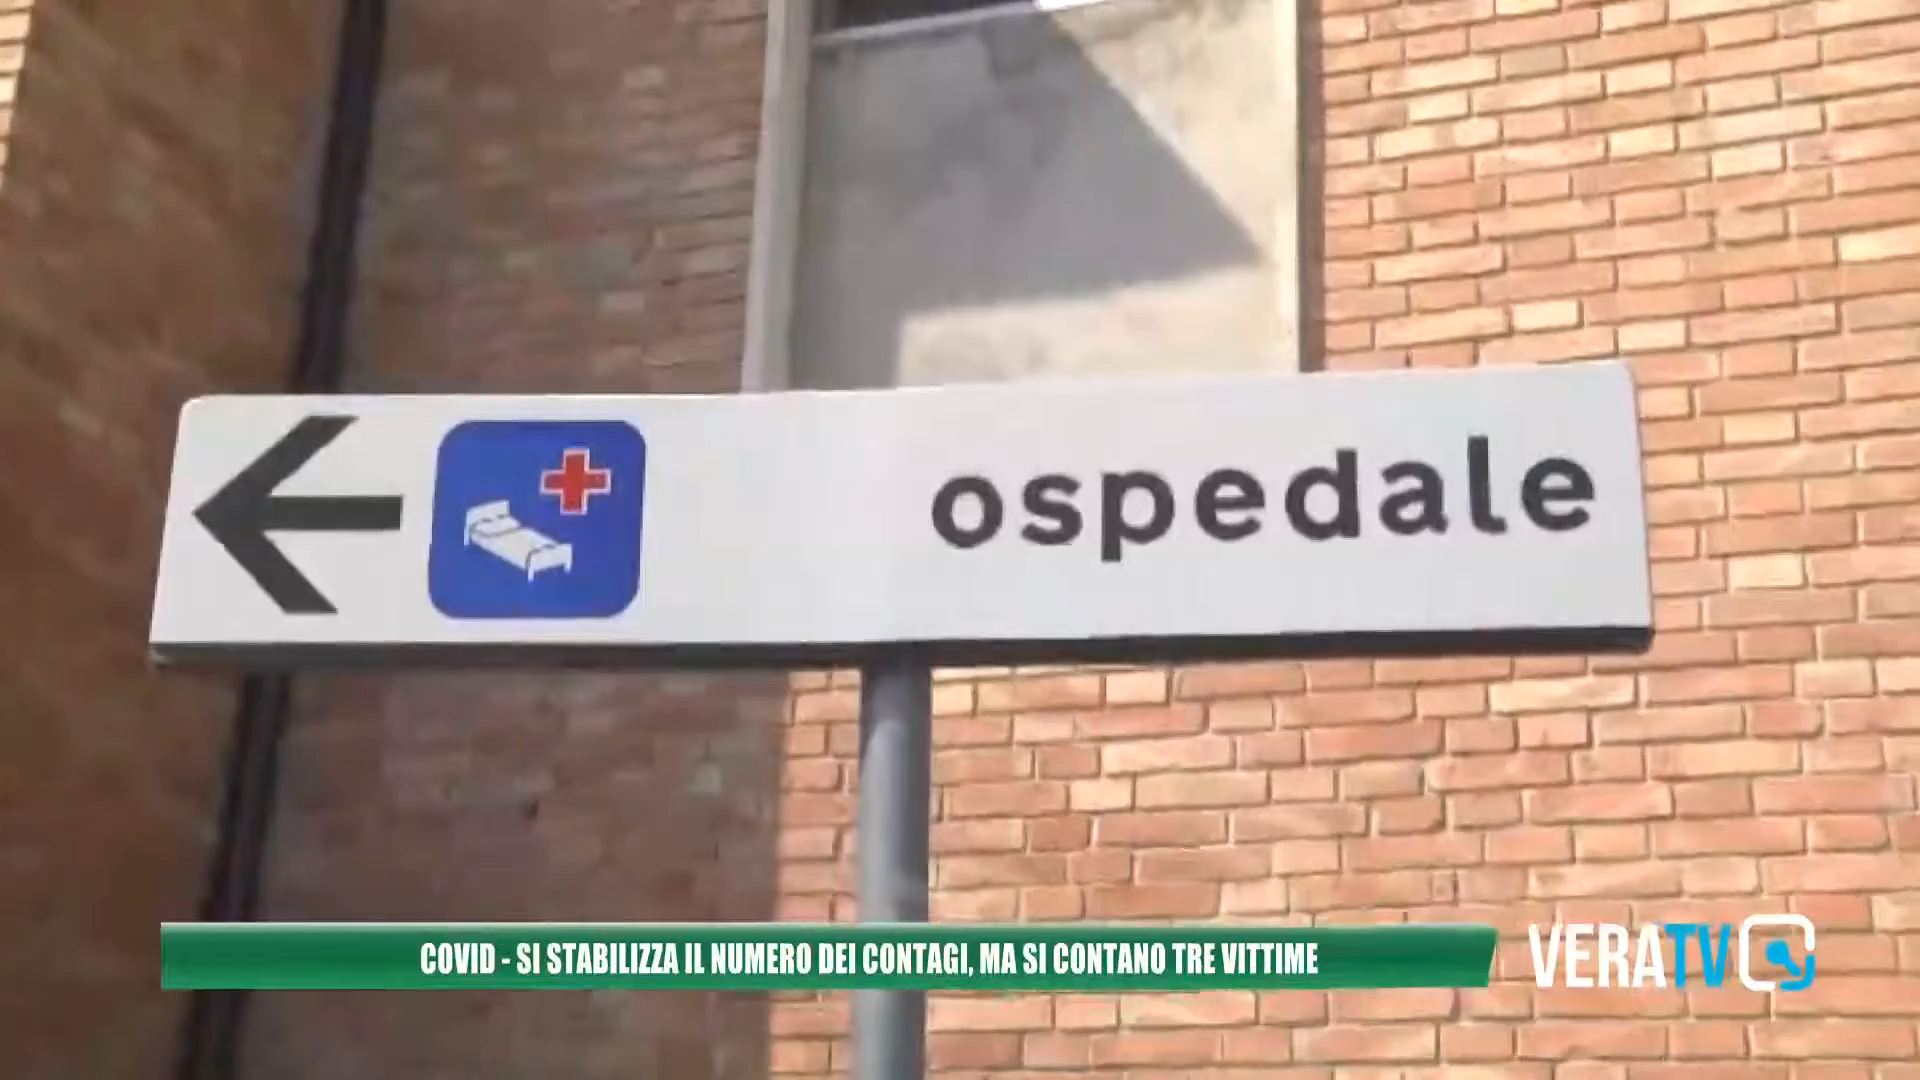 ospedale
COVID - SI STABILIZZA IL NUMERO DEI CONTAGI, MA SI CONTANO TRE VITTIME
VERATV